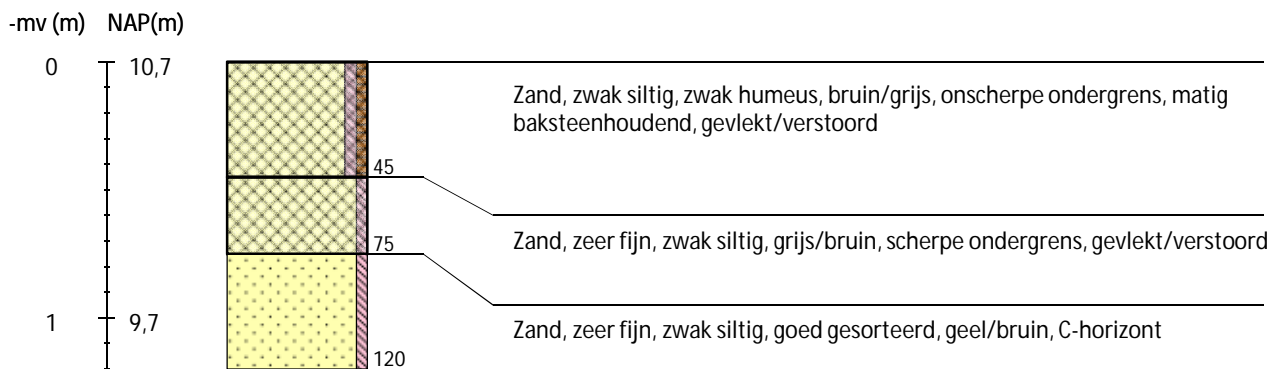 -mv (m) NAP(m)
0 10,7
Zand, zwak siltig, zwak humeus, bruin/grijs, onscherpe ondergrens, matig
baksteenhoudend, gevlekt/verstoord
45
75
Zand, zeer fijn, zwak siltig, grijs/bruin, scherpe ondergrens, gevlekt/verstoord
1 9,7
Zand, zeer fijn, zwak siltig, goed gesorteerd, geel/bruin, C-horizont
120